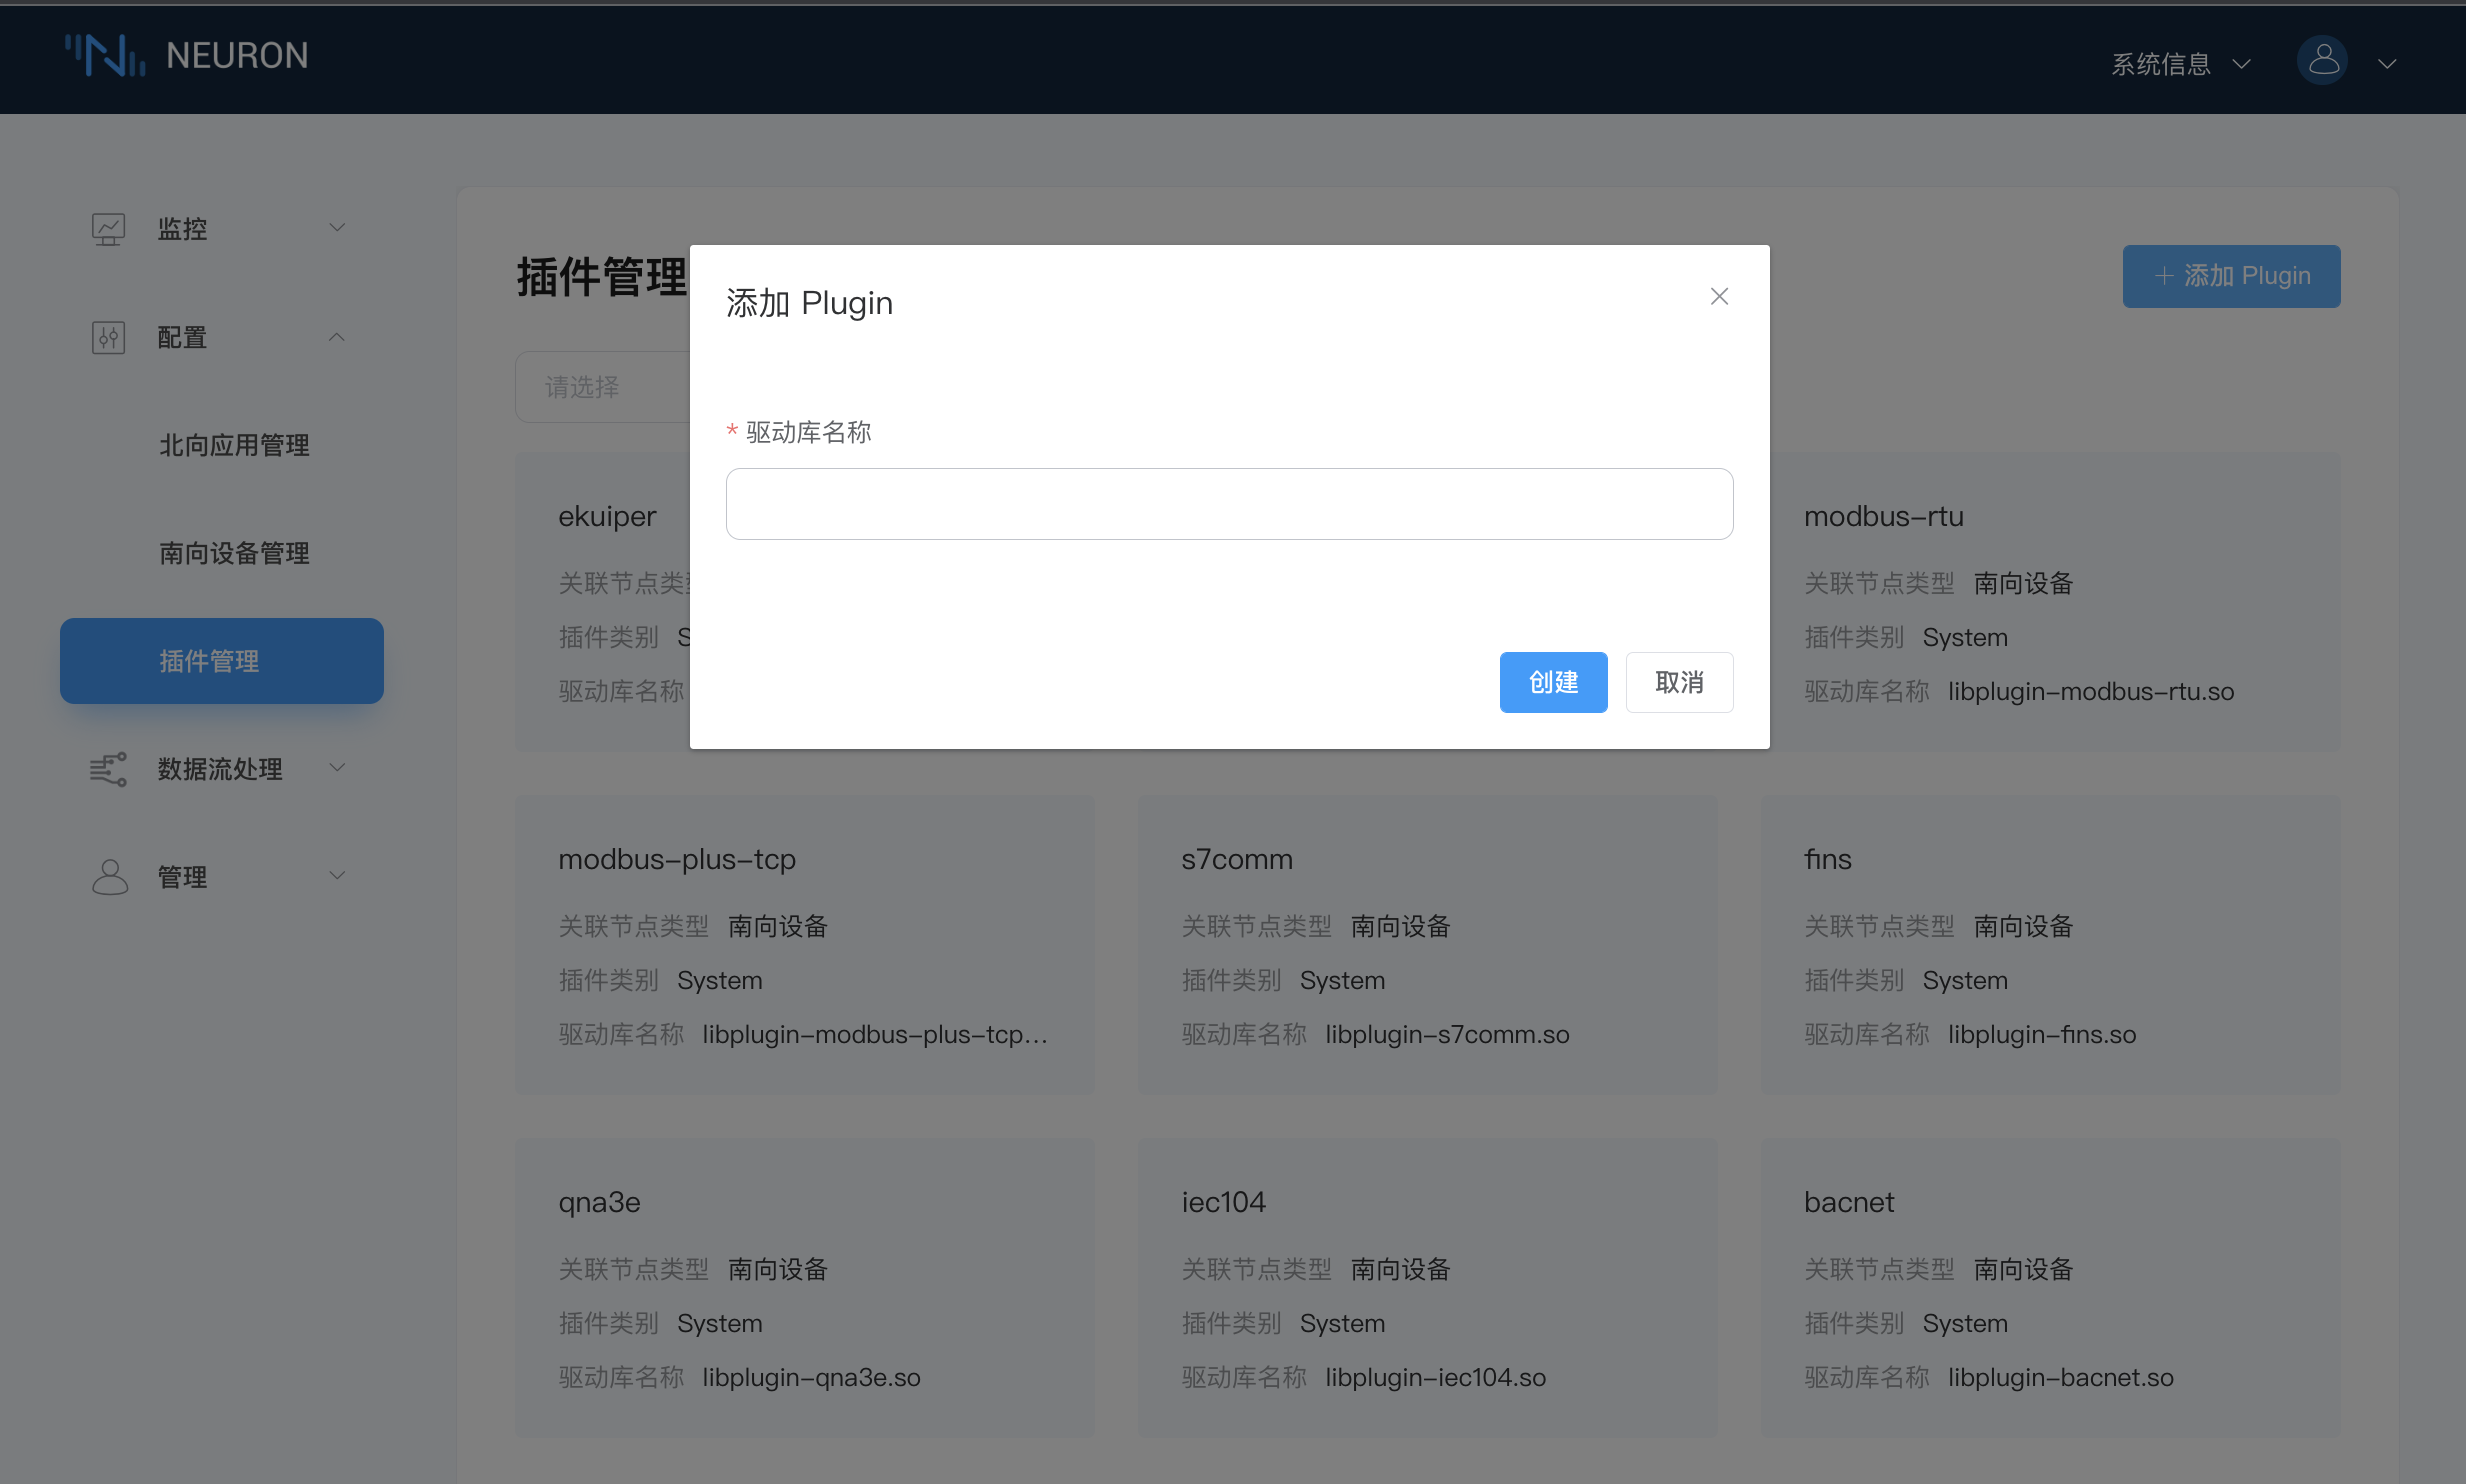 NEURON
系统信息
监控
配置
北向应用管理
南向设备管理
插件管理
数据流处理
管理
插件管理
添加 Plugin
请选择
添加 Plugin
* 驱动库名称
创建
取消
ekuiper
关联节点类
插件类别
驱动库名称
modbus-rtu
关联节点类型 南向设备
插件类别 System
驱动库名称 libplugin-modbus-rtu.so
modbus-plus-tcp
关联节点类型 南向设备
插件类别 System
驱动库名称 libplugin-modbus-plus-tcp...
s7comm
关联节点类型 南向设备
插件类别 System
驱动库名称 libplugin-s7comm.so
fins
关联节点类型 南向设备
插件类别 System
驱动库名称 libplugin-fins.so
qna3e
关联节点类型 南向设备
插件类别 System
驱动库名称 libplugin-qna3e.so
iec104
关联节点类型 南向设备
插件类别 System
驱动库名称 libplugin-iec104.so
bacnet
关联节点类型 南向设备
插件类别 System
驱动库名称 libplugin-bacnet.so